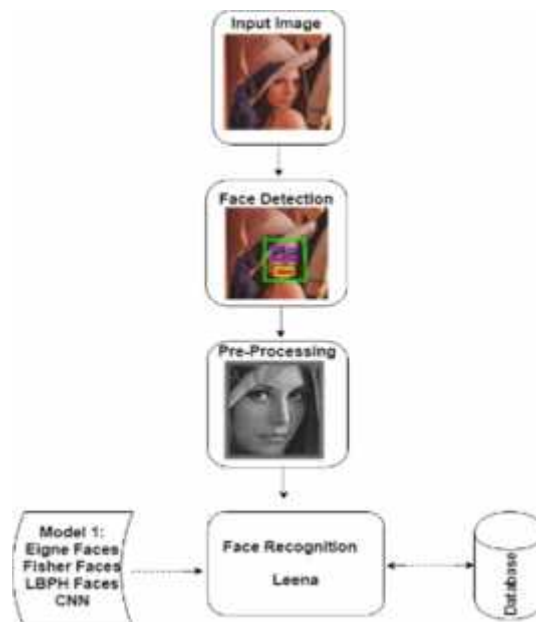 Input Image
Face Detection
Pre-Processing
Model 1:
Eigne Faces
Fisher Faces
LBPH Faces
CNN
Face Recognition
Leena
Database